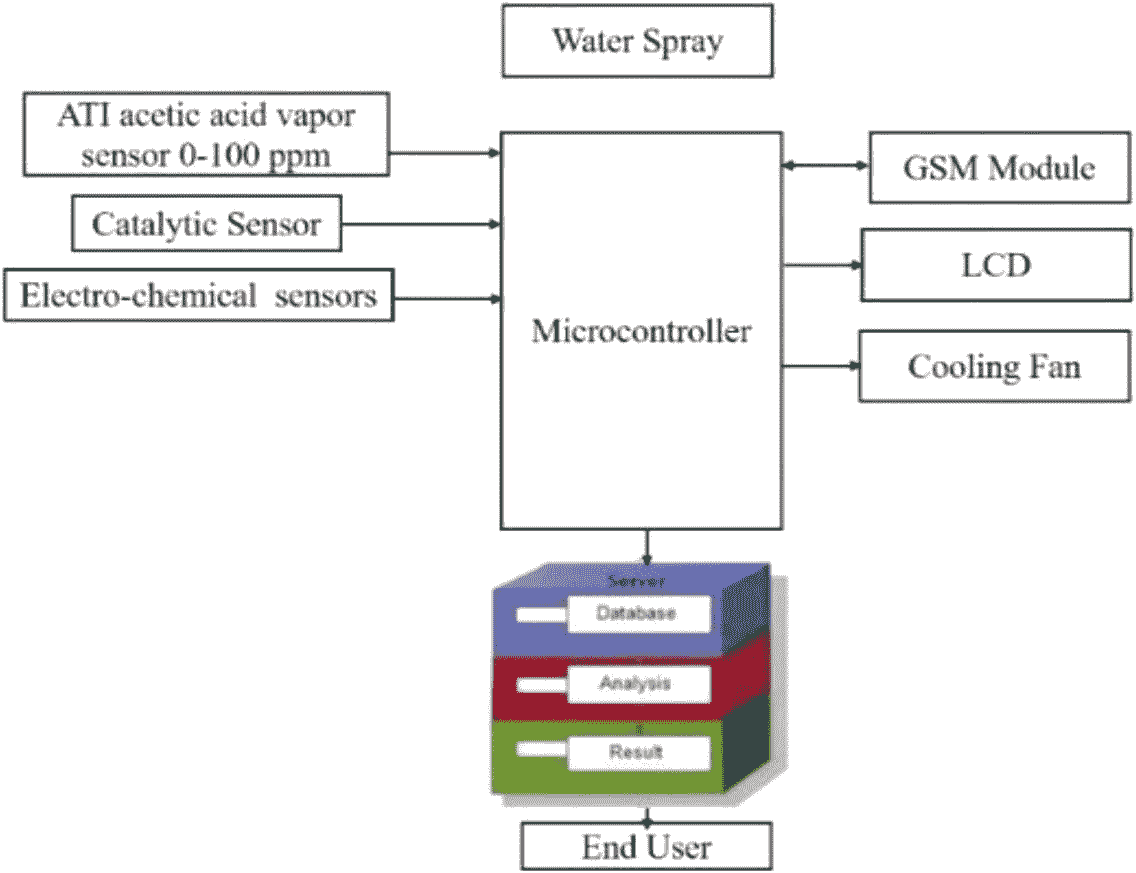 Water Spray
ATI acetic acid vapor
sensor 0-100 ppm
Catalytic Sensor
Electro-chemical sensors
Microcontroller
GSM Module
LCD
Cooling Fan
Server
Database
Analysis
Result
End User